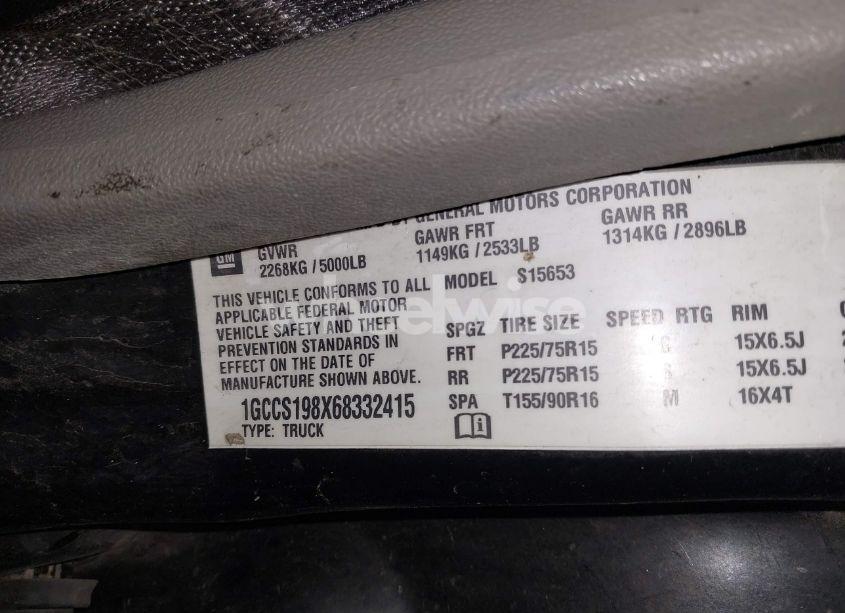 GENERAL MOTORS CORPORATION
GM
GVWR GAWR FRT GAWR RR
2268KG / 5000LB 1149KG / 2533LB 1314KG / 2896LB
THIS VEHICLE CONFORMS TO ALL
APPLICABLE FEDERAL MOTOR
VEHICLE SAFETY AND THEFT
PREVENTION STANDARDS IN
EFFECT ON THE DATE OF
MANUFACTURE SHOWN ABOVE.
1GCCS198X68332415
TYPE: TRUCK
MODEL S15653
SPGZ TIRE SIZE SPEED RTG RIM
FRT P225/75R15 15X6.5J
RR P225/75R15 S 15X6.5J
SPA T155/90R16 M 16X4T